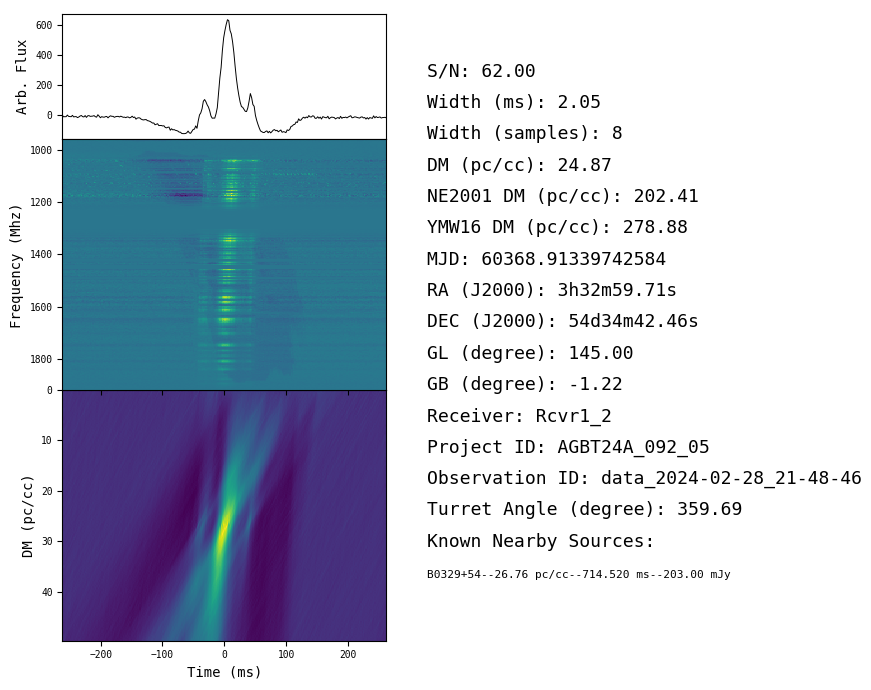 600
400
200
0
Arb. Flux
1000
1200
1400
1600
1800
Frequency (Mhz)
0
10
20
30
40
DM (pc/cc)
−200
−100
0
100
200
Time (ms)
S/N: 62.00
Width (ms): 2.05
Width (samples): 8
DM (pc/cc): 24.87
NE2001 DM (pc/cc): 202.41
YMW16 DM (pc/cc): 278.88
MJD: 60368.91339742584
RA (J2000): 3h32m59.71s
DEC (J2000): 54d34m42.46s
GL (degree): 145.00
GB (degree): -1.22
Receiver: Rcvr1_2
Project ID: AGBT24A_092_05
Observation ID: data_2024-02-28_21-48-46
Turret Angle (degree): 359.69
Known Nearby Sources:
B0329+54--26.76 pc/cc--714.520 ms--203.00 mJy